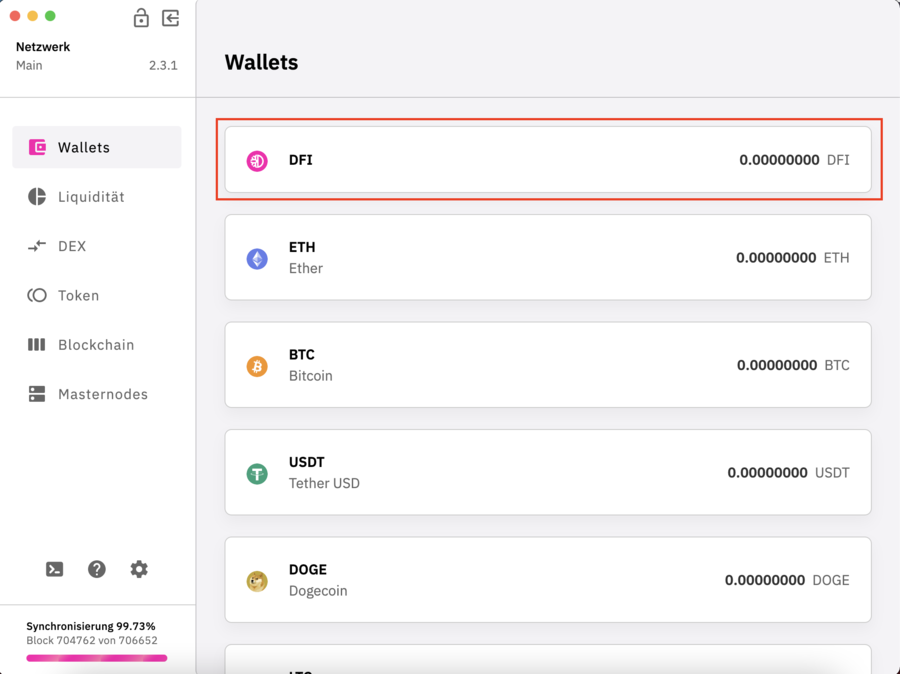 Netzwerk
Main 2.3.1
Wallets
Liquidität
DEX
Token
Blockchain
Masternodes
Synchronisierung 99.73%
Block 704762 von 706652
Wallets
DFI 0.00000000 DFI
ETH
Ether
0.00000000 ETH
BTC
Bitcoin
0.00000000 BTC
USDT
Tether USD
0.00000000 USDT
DOGE
Dogecoin
0.00000000 DOGE